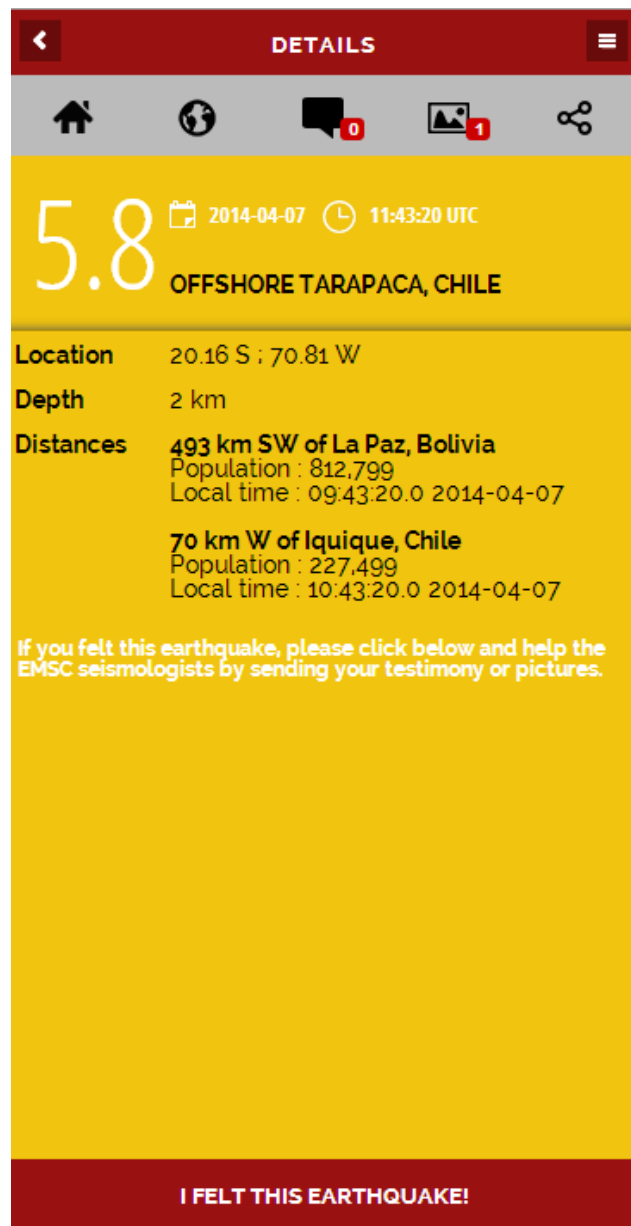 DETAILS
0
1
5.8
2014-04-07 11:43:20 UTC
OFFSHORE TARAPACA, CHILE
Location 20.16 S ; 70.81 W
Depth 2 km
Distances 493 km SW of La Paz, Bolivia
Population : 812,799
Local time : 09:43:20.0 2014-04-07
70 km W of Iquique, Chile
Population : 227,499
Local time : 10:43:20.0 2014-04-07
If you felt this earthquake, please click below and help the
EMSC seismologists by sending your testimony or pictures.
I FELT THIS EARTHQUAKE!